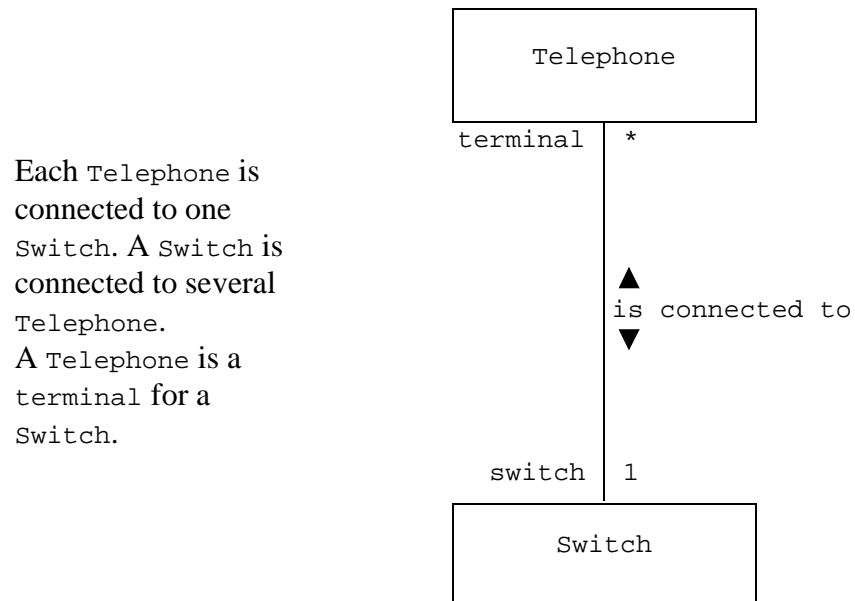 Telephone
terminal *
Each Telephone is
connected to one
Switch. A Switch is
connected to several
Telephone.
A Telephone is a
terminal for a
Switch.
▲
is connected to
▼
switch 1
Switch